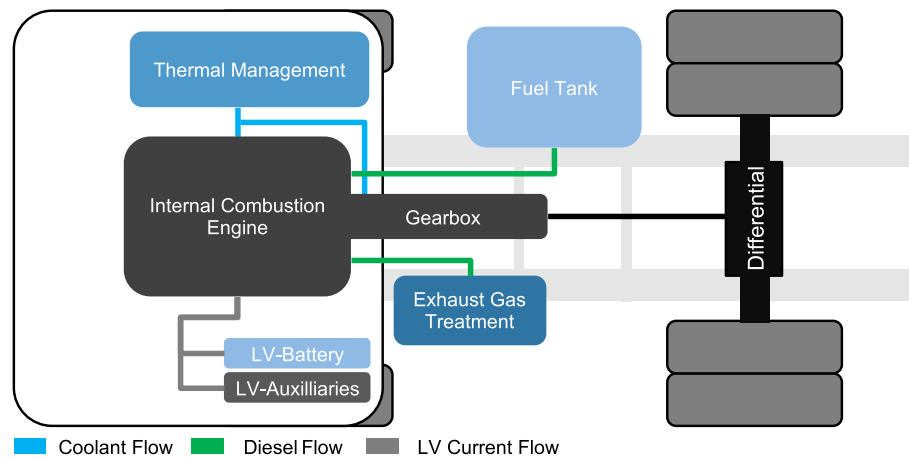 Thermal Management
Fuel Tank
Internal Combustion
Engine
Gearbox
Differential
Exhaust Gas
Treatment
LV-Battery
LV-Auxilliaries
Coolant Flow
Diesel Flow
LV Current Flow